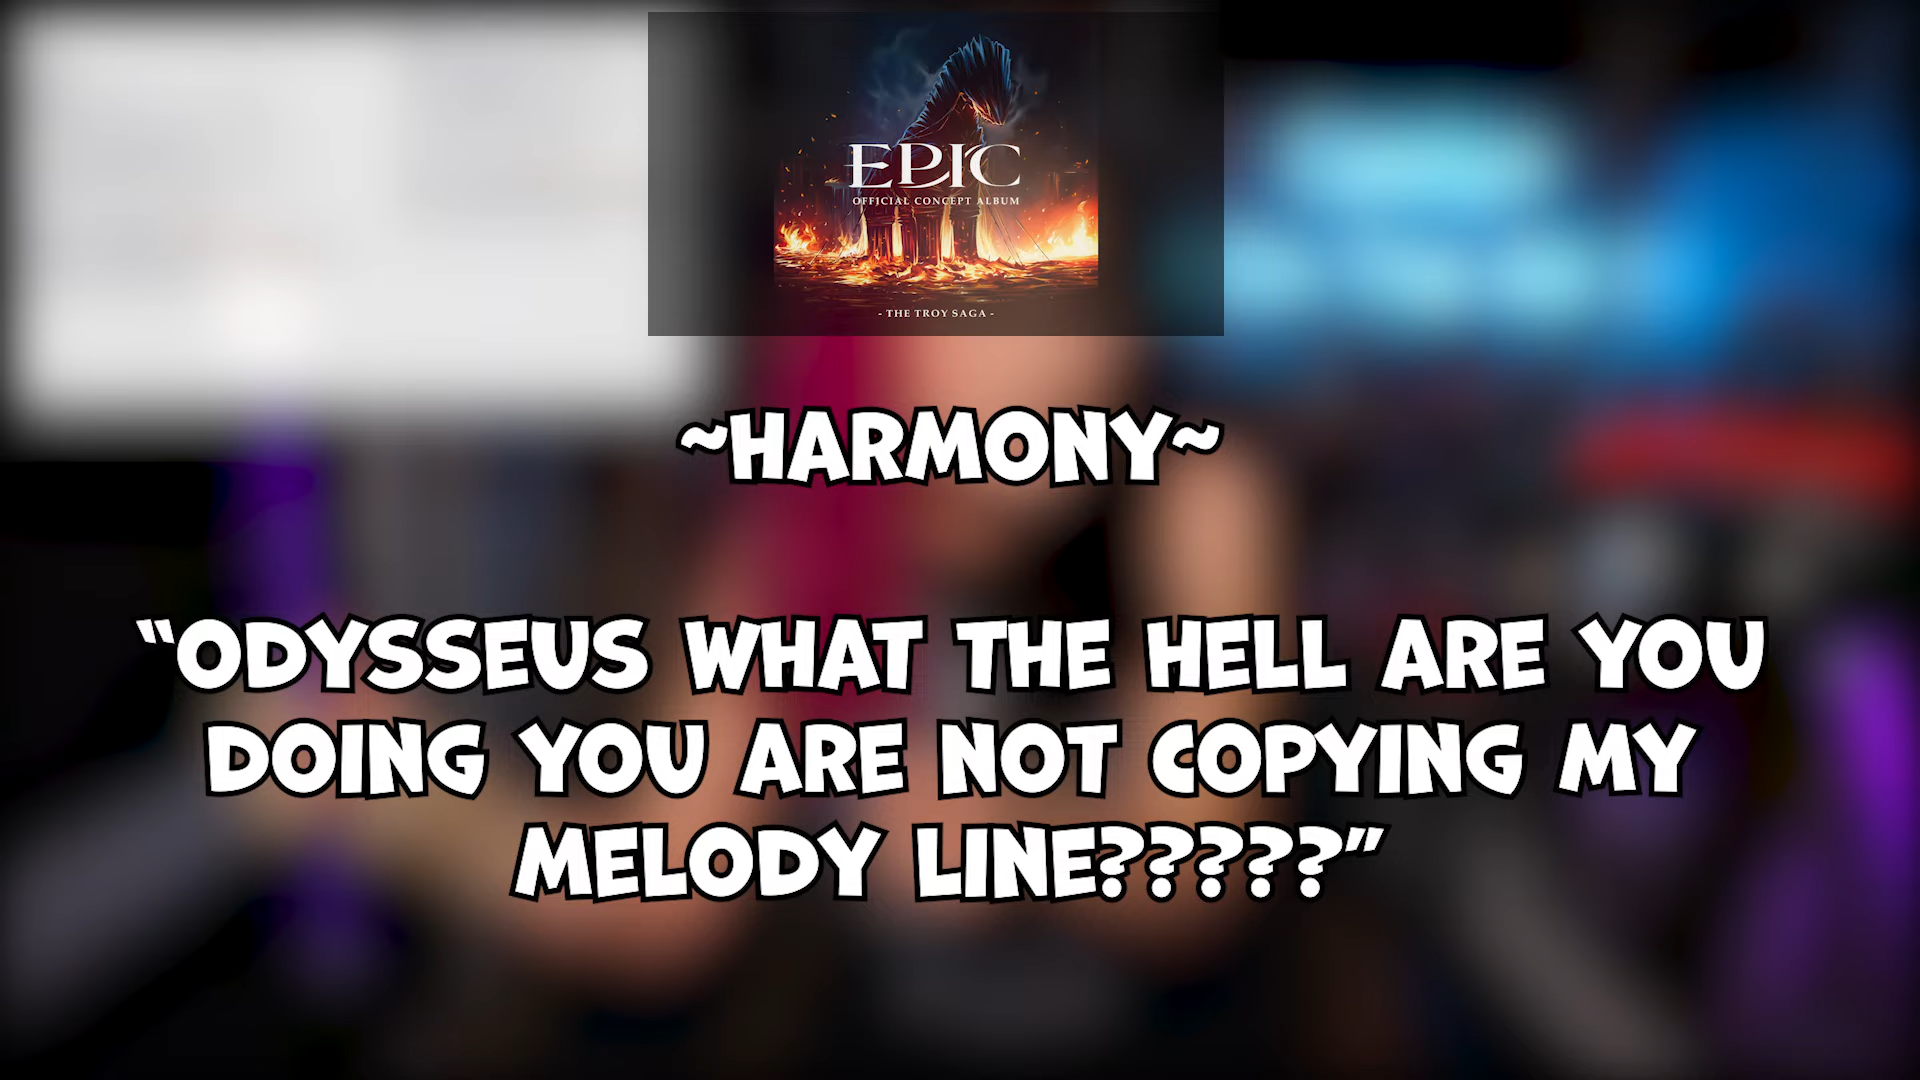 EPIC
OFFICIAL CONCEPT ALBUM
- THE TROY SAGA -
~HARMONY~
“ODYSSEUS WHAT THE HELL ARE YOU
DOING YOU ARE NOT COPYING MY
MELODY LINE?????”